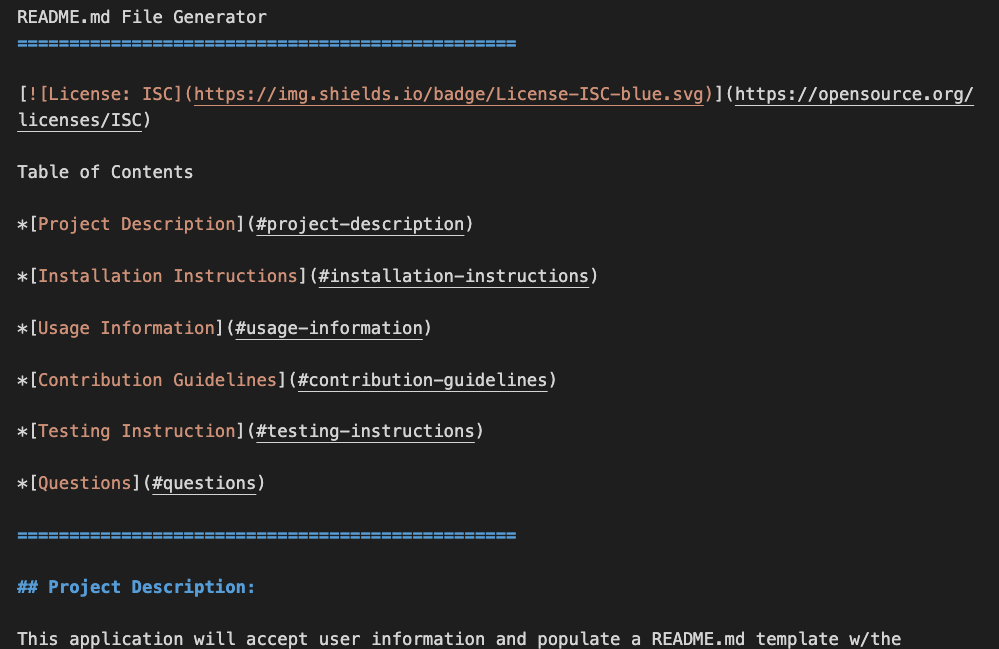 README.md File Generator
================================================
[![License: ISC](https://img.shields.io/badge/License-ISC-blue.svg)](https://opensource.org/
licenses/ISC)
Table of Contents
*[Project Description](#project-description)
*[Installation Instructions](#installation-instructions)
*[Usage Information](#usage-information)
*[Contribution Guidelines](#contribution-guidelines)
*[Testing Instruction](#testing-instructions)
*[Questions](#questions)
================================================
## Project Description:
This application will accept user information and populate a README.md template w/the